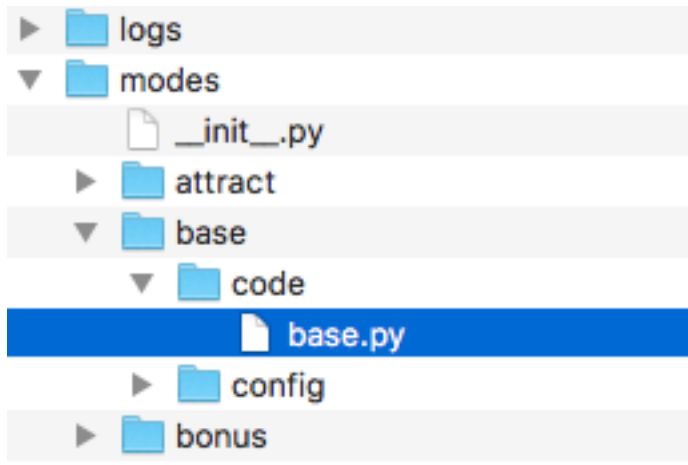 logs
modes
__init__.py
attract
base
code
base.py
config
bonus